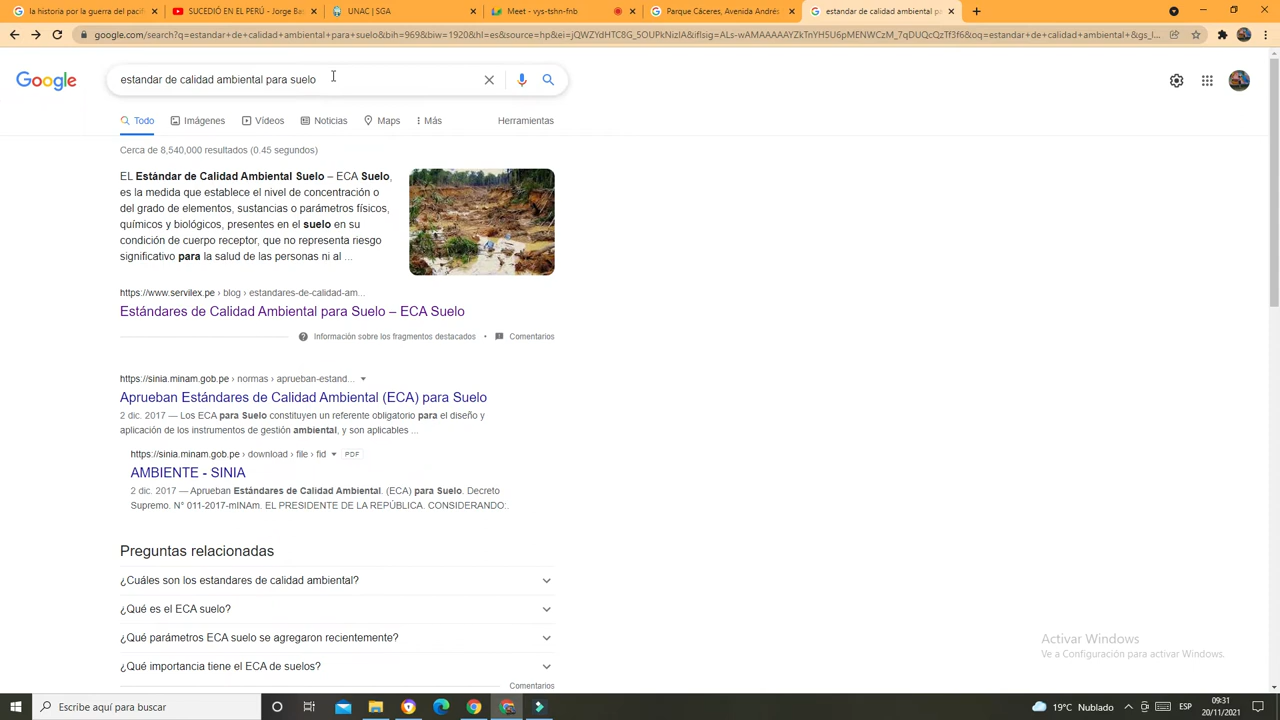 la historia por la guerra del pacif
SUCEDIÓ EN EL PERÚ - Jorge Bas
UNAC | SGA
Meet - vys-tshn-fnb
Parque Cáceres, Avenida Andrés
estandar de calidad ambiental pa
google.com/search?q=estandar+de+calidad+ambiental+para+suelo&bih=969&biw=1920&hl=es&source=hp&ei=jQWZYdHTC8G_5OUPkNizIA&iflsig=ALs-wAMAAAAAYZkTnYH5U6pMENWCzM_7qDUQcQzTf3f6&oq=estandar+de+calidad+ambiental+&gs_l...
Google
estandar de calidad ambiental para suelo
Todo
Imágenes
Vídeos
Noticias
Maps
Más
Herramientas
Cerca de 8,540,000 resultados (0.45 segundos)
EL Estándar de Calidad Ambiental Suelo – ECA Suelo,
es la medida que establece el nivel de concentración o
del grado de elementos, sustancias o parámetros físicos,
químicos y biológicos, presentes en el suelo en su
condición de cuerpo receptor, que no representa riesgo
significativo para la salud de las personas ni al ...
https://www.servilex.pe › blog › estandares-de-calidad-am...
Estándares de Calidad Ambiental para Suelo – ECA Suelo
Información sobre los fragmentos destacados • Comentarios
https://sinia.minam.gob.pe › normas › aprueban-estand...
Aprueban Estándares de Calidad Ambiental (ECA) para Suelo
2 dic. 2017 — Los ECA para Suelo constituyen un referente obligatorio para el diseño y
aplicación de los instrumentos de gestión ambiental, y son aplicables ...
https://sinia.minam.gob.pe › download › file › fid PDF
AMBIENTE - SINIA
2 dic. 2017 — Aprueban Estándares de Calidad Ambiental. (ECA) para Suelo. Decreto
Supremo. N° 011-2017-mINAm. EL PRESIDENTE DE LA REPÚBLICA. CONSIDERANDO:.
Preguntas relacionadas
¿Cuáles son los estandares de calidad ambiental?
¿Qué es el ECA suelo?
¿Qué parámetros ECA suelo se agregaron recientemente?
¿Qué importancia tiene el ECA de suelos?
Comentarios
Activar Windows
Ve a Configuración para activar Windows.
Escribe aquí para buscar
19°C Nublado
ESP
09:31
20/11/2021